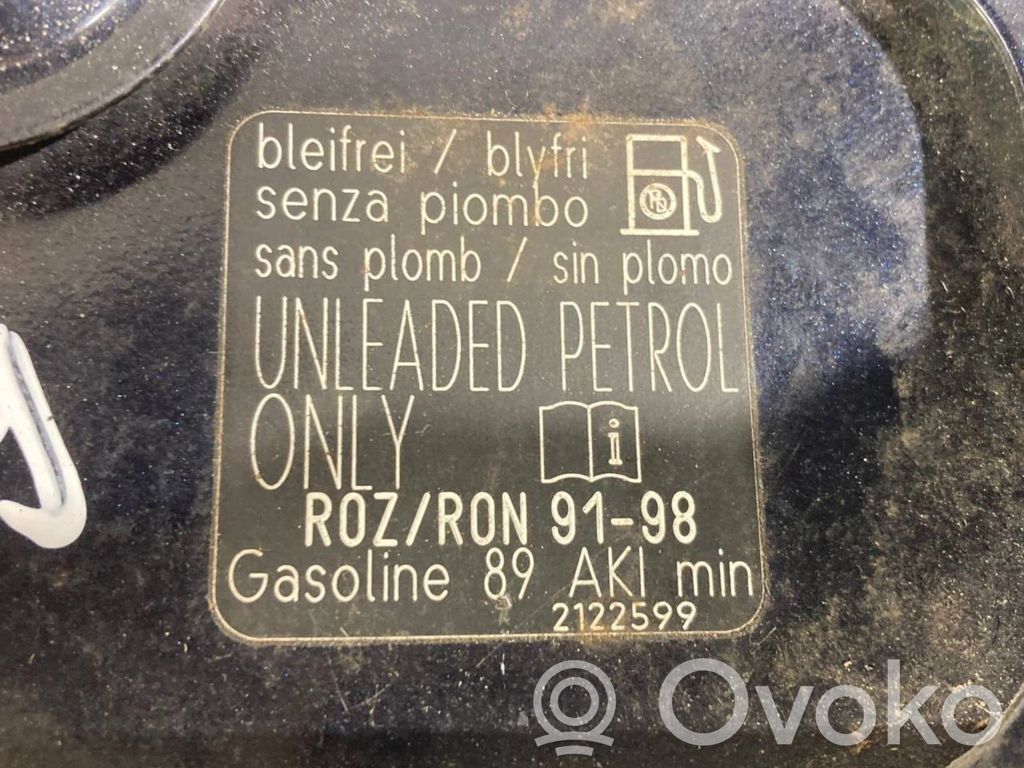 bleifrei / blyfri
senza piombo
Pb
sans plomb / sin plomo
UNLEADED PETROL
ONLY
i
ROZ/RON 91-98
Gasoline 89 AKI min
2122599
Ovoko